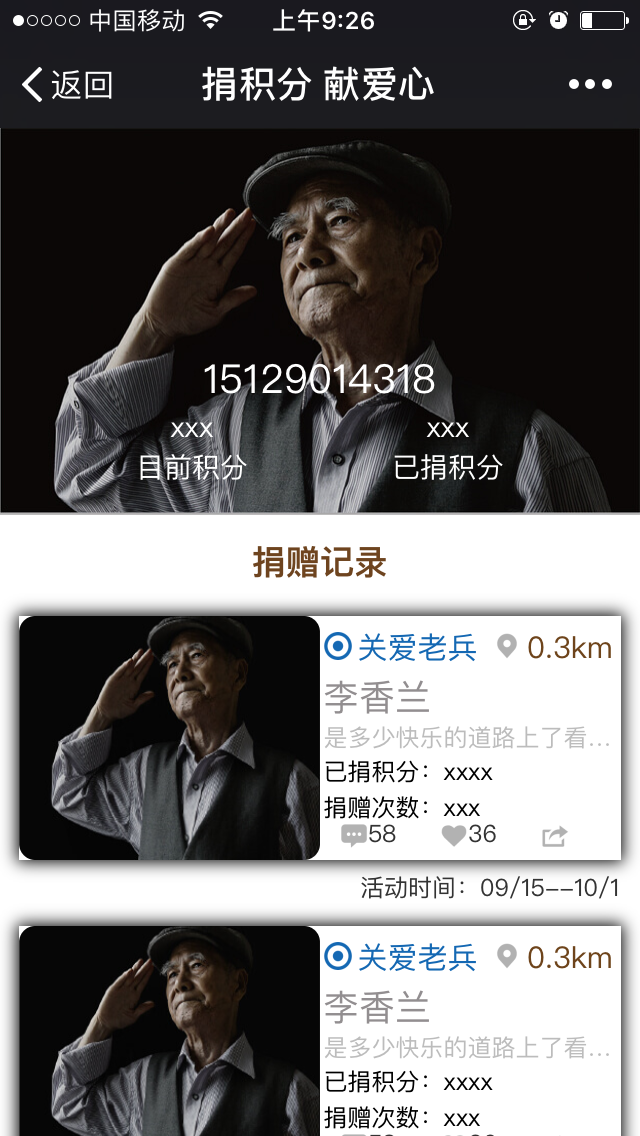 中国移动 上午9:26
返回 捐积分 献爱心
15129014318
xxx xxx
目前积分 已捐积分
捐赠记录
关爱老兵 0.3km
李香兰
是多少快乐的道路上了看...
已捐积分：xxxx
捐赠次数：xxx
58 36
活动时间：09/15--10/1
关爱老兵 0.3km
李香兰
是多少快乐的道路上了看...
已捐积分：xxxx
捐赠次数：xxx